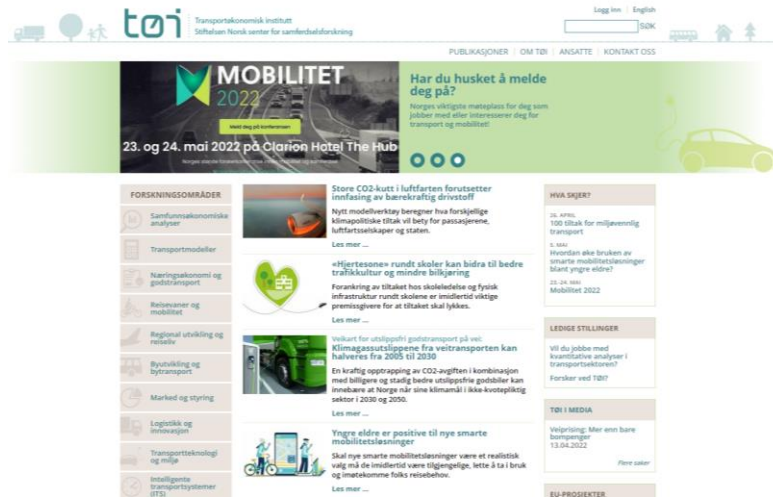 Logg inn | English
tøi
Transportøkonomisk institutt
Stiftelsen Norsk senter for samferdselsforskning
SØK
PUBLIKASJONER | OM TØI | ANSATTE | KONTAKT OSS
MOBILITET
2022
Meld deg på konferansen
23. og 24. mai 2022 på Clarion Hotel The Hub
Har du husket å melde
deg på?
Norges viktigste møteplass for deg som
jobber med eller interesserer deg for
transport og mobilitet!
FORSKNINGSOMRÅDER
Samfunnsøkonomiske
analyser
Transportmodeller
Næringsøkonomi og
godstransport
Reisevaner og
mobilitet
Regional utvikling og
reiseliv
Byutvikling og
bytransport
Marked og styring
Logistikk og
innovasjon
Transportteknologi
og miljø
Intelligente
transportsystemer
(ITS)
Store CO2-kutt i luftfarten forutsetter
innfasing av bærekraftig drivstoff
Nytt modellverktøy beregner hva forskjellige
klimapolitiske tiltak vil bety for passasjerene,
luftfartsselskaper og staten.
Les mer ...
«Hjertesone» rundt skoler kan bidra til bedre
trafikkultur og mindre bilkjøring
Forankring av tiltaket hos skoleledelse og fysisk
infrastruktur rundt skolene er imidlertid viktige
premissgivere for at tiltaket skal lykkes.
Les mer ...
Veikart for utslippsfri godstransport på vei:
Klimagassutslippene fra veitransporten kan
halveres fra 2005 til 2030
En kraftig opptrapping av CO2-avgiften i kombinasjon
med billigere og stadig bedre utslippsfrie godsbiler kan
innebære at Norge når sine klimamål i ikke-kvotepliktig
sektor i 2030 og 2050.
Les mer ...
Yngre eldre er positive til nye smarte
mobilitetsløsninger
Skal nye smarte mobilitetsløsninger være et realistisk
valg må de imidlertid være tilgjengelige, lette å ta i bruk
og imøtekomme folks reisebehov.
Les mer ...
HVA SKJER?
26. APRIL
100 tiltak for miljøvennlig
transport
5. MAI
Hvordan øke bruken av
smarte mobilitetsløsninger
blant yngre eldre?
23.-24. MAI
Mobilitet 2022
LEDIGE STILLINGER
Vil du jobbe med
kvantitative analyser i
transportsektoren?
Forsker ved TØI?
TØI I MEDIA
Veiprising: Mer enn bare
bompenger
13.04.2022
Flere saker
EU-PROSJEKTER